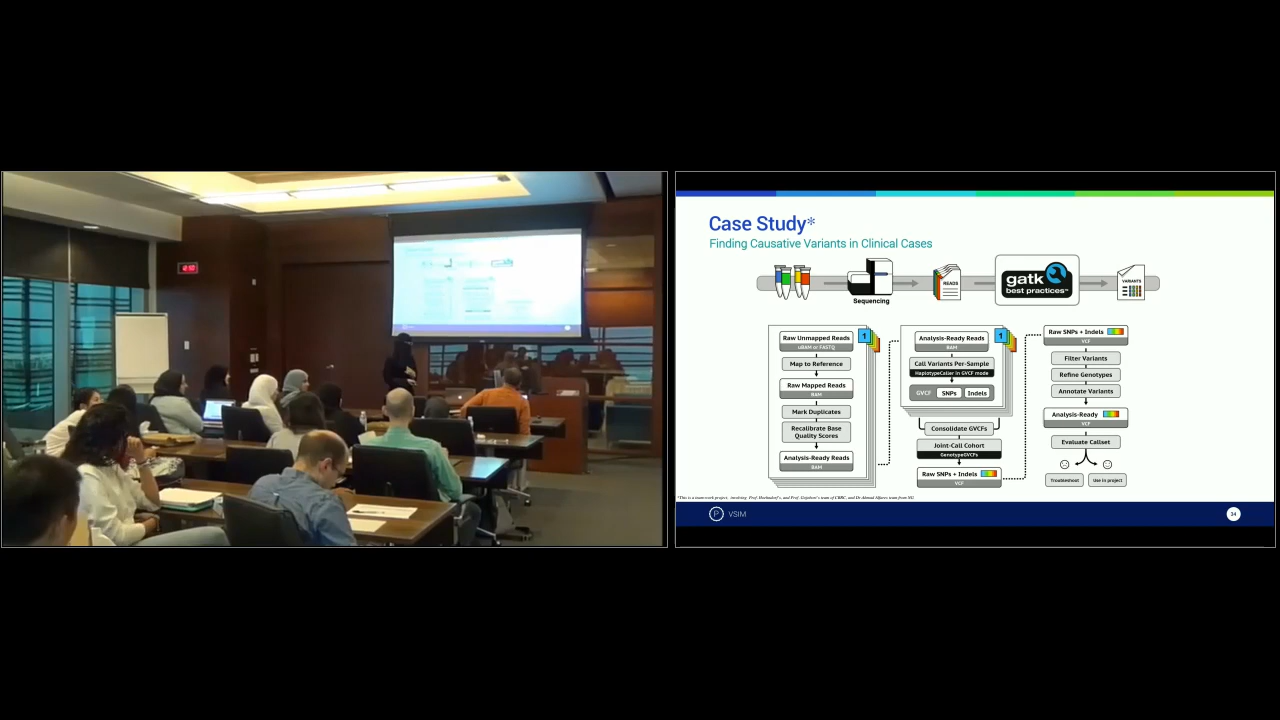 Case Study*
Finding Causative Variants in Clinical Cases
Sequencing
READS
gatk
best practices™
VARIANTS
1
Raw Unmapped Reads
uBAM or FASTQ
Map to Reference
Raw Mapped Reads
BAM
Mark Duplicates
Recalibrate Base
Quality Scores
Analysis-Ready Reads
BAM
1
Analysis-Ready Reads
BAM
Call Variants Per-Sample
HaplotypeCaller in GVCF mode
GVCF SNPs Indels
Consolidate GVCFs
Joint-Call Cohort
GenotypeGVCFs
Raw SNPs + Indels
VCF
Raw SNPs + Indels
VCF
Filter Variants
Refine Genotypes
Annotate Variants
Analysis-Ready
VCF
Evaluate Callset
Troubleshoot
Use in project
P VSIM
34